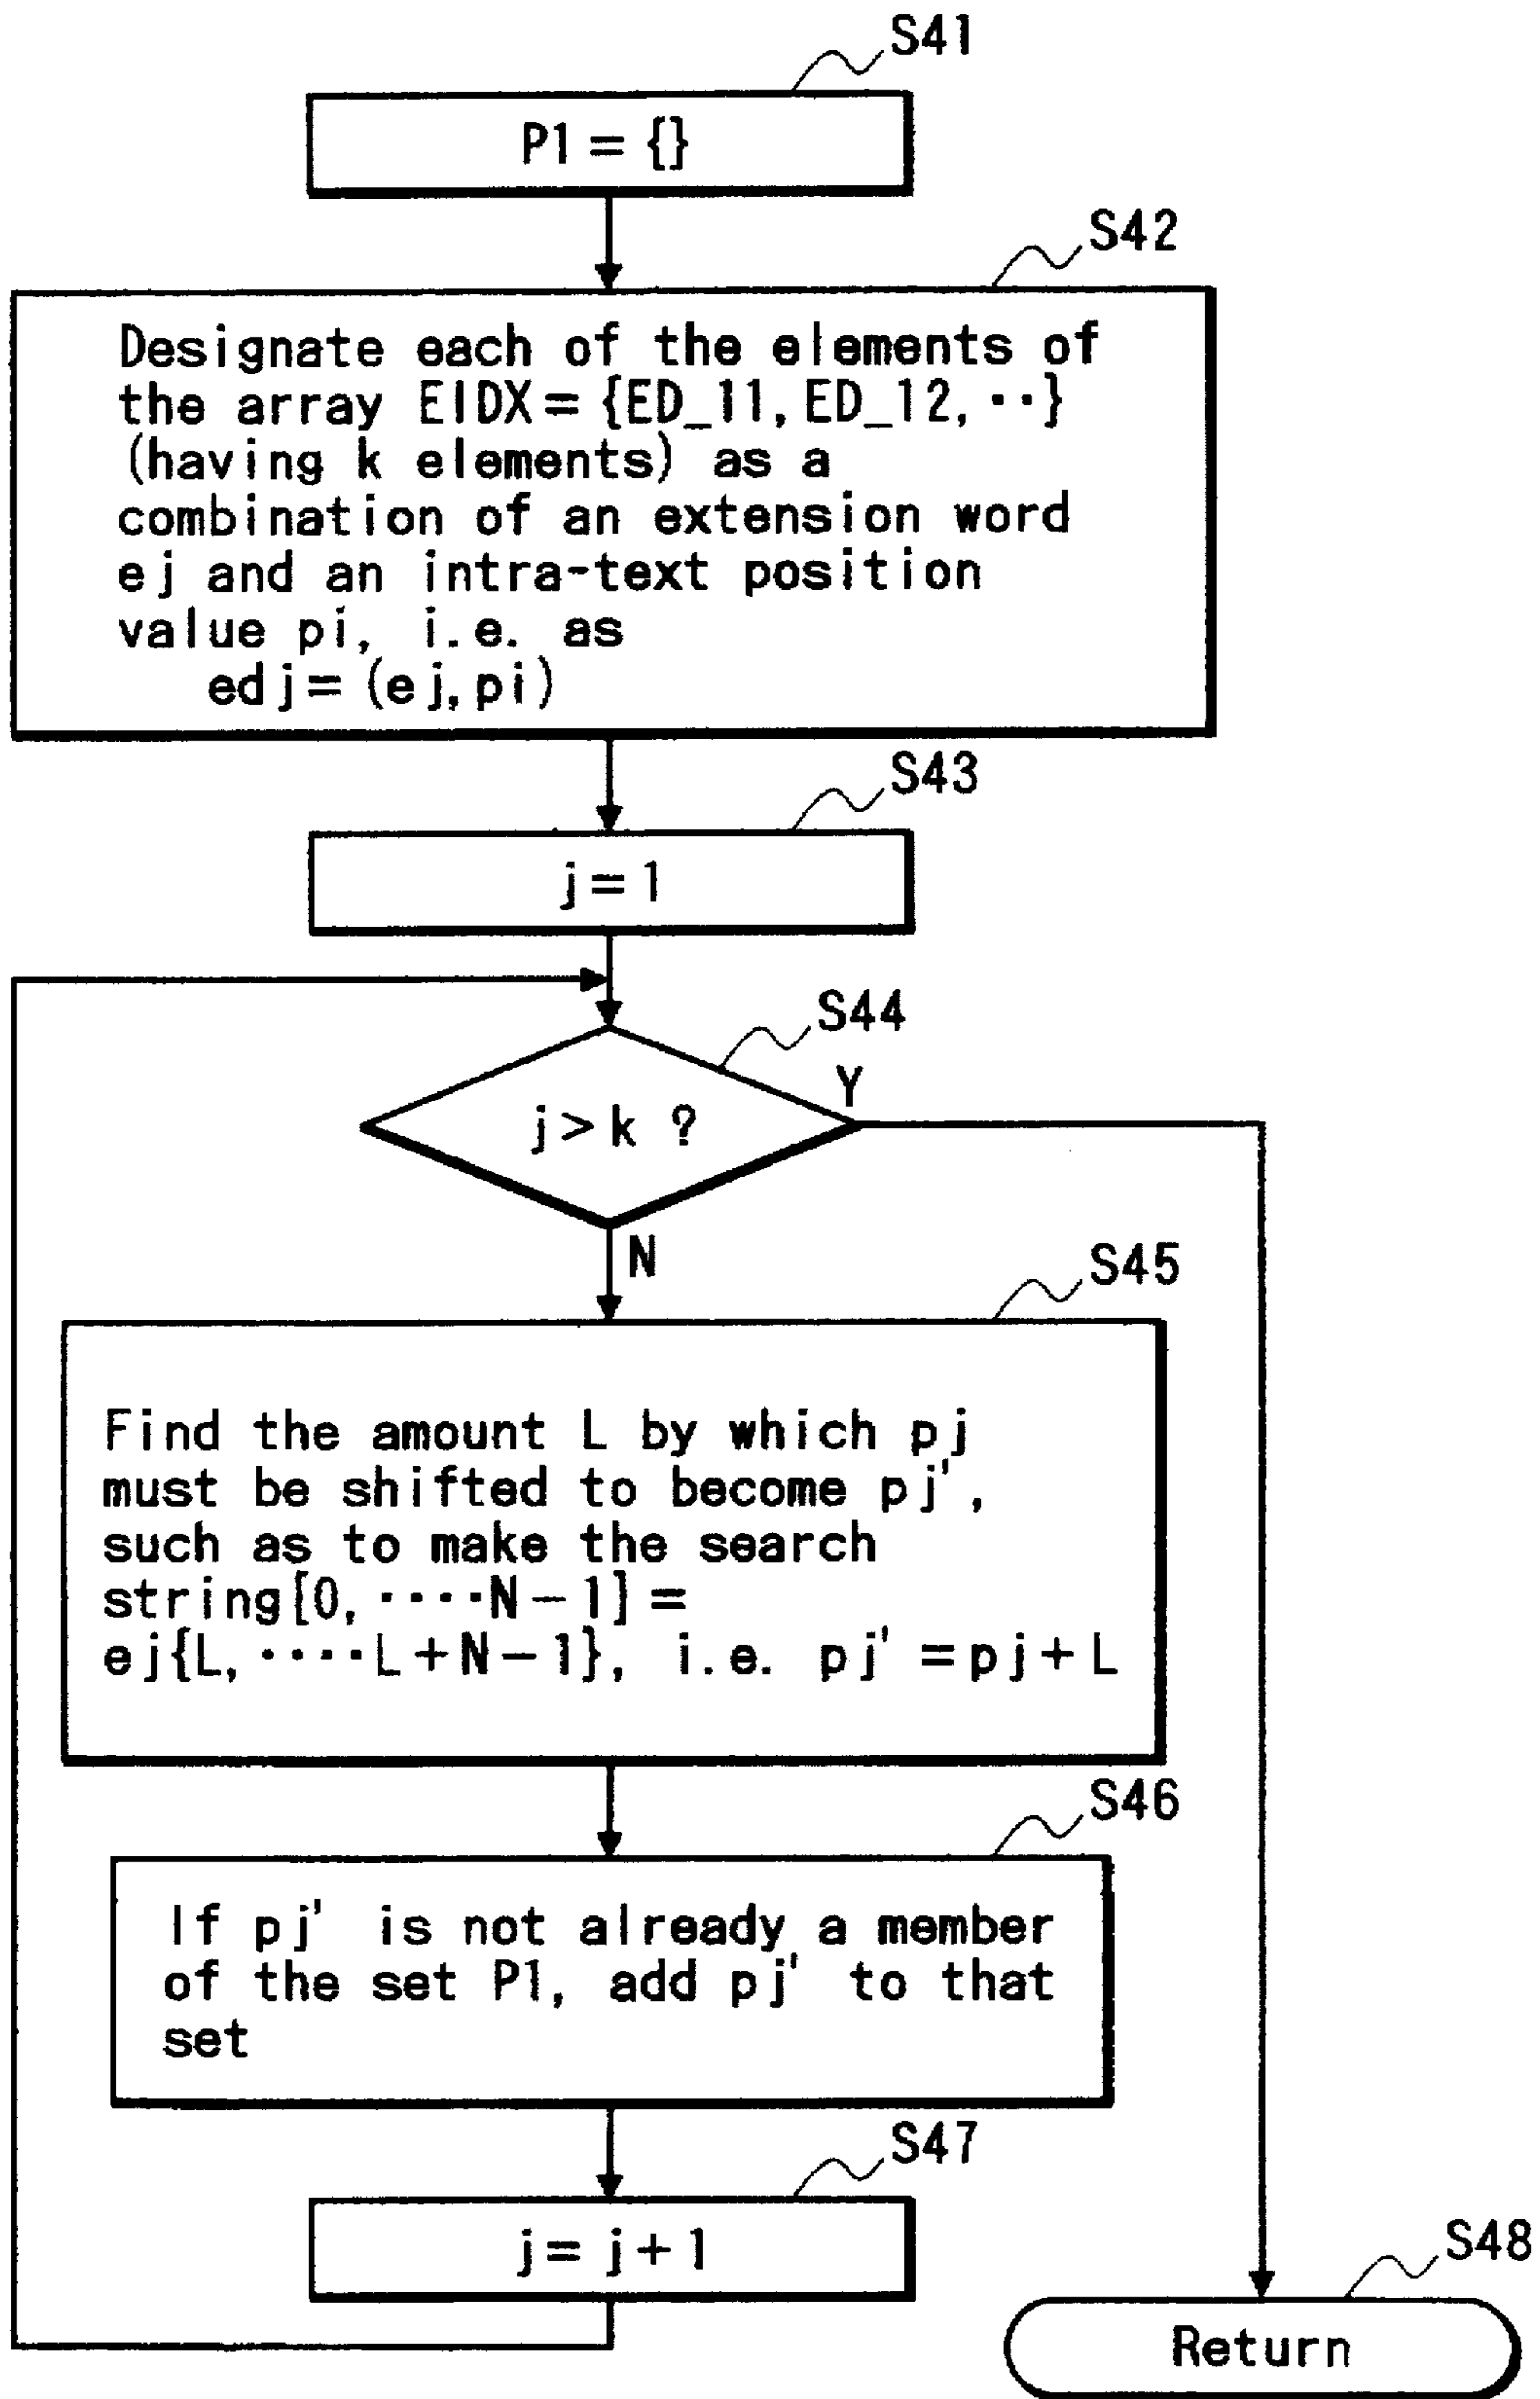 S41
P1 = {}
S42
Designate each of the elements of
the array EIDX = {ED_11, ED_12, ··}
(having k elements) as a
combination of an extension word
ej and an intra-text position
value pi, i.e. as
edj = (ej, pi)
S43
j = 1
S44
Y
j > k ?
N
S45
Find the amount L by which pj
must be shifted to become pj',
such as to make the search
string[0, ····N-1] =
ej{L, ····L+N-1}, i.e. pj' = pj + L
S46
If pj' is not already a member
of the set P1, add pj' to that
set
S47
j = j + 1
S48
Return